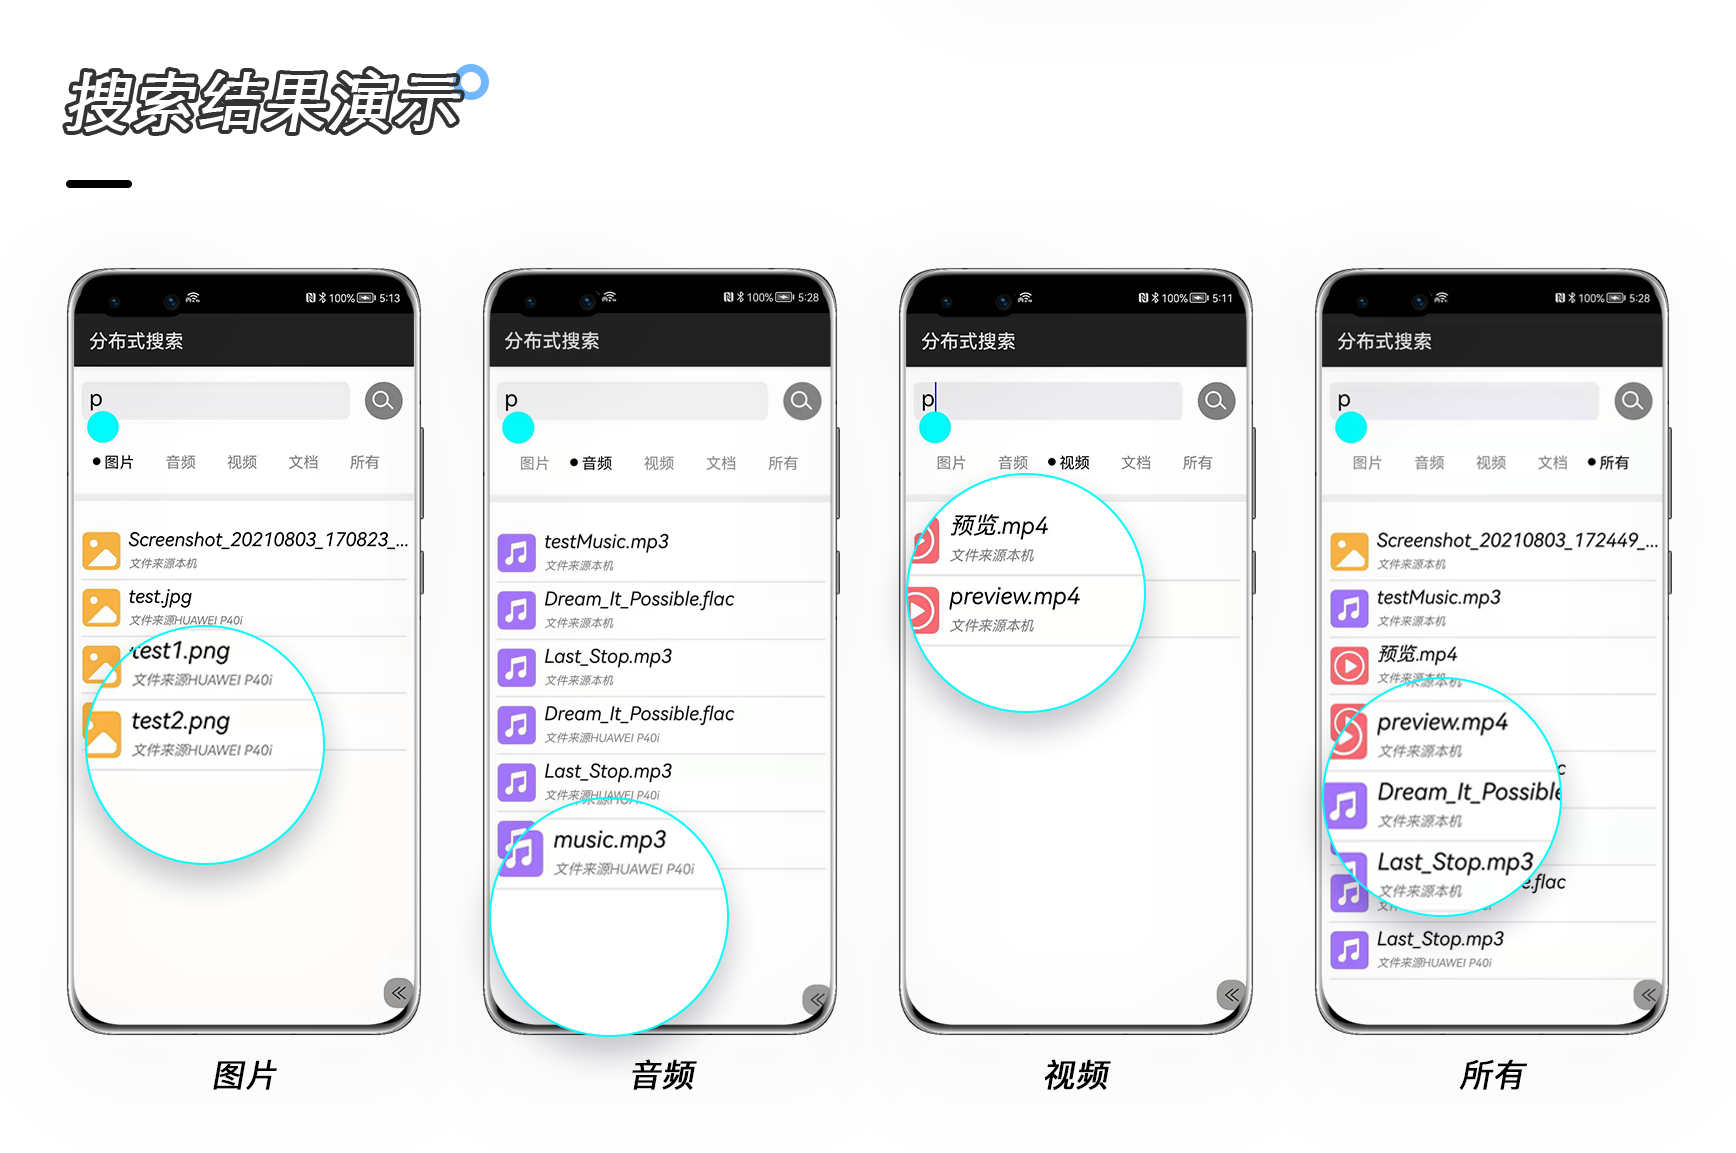 搜索结果演示
100% 5:13
分布式搜索
p
图片 音频 视频 文档 所有
Screenshot_20210803_170823_...
文件来源本机
test.jpg
文件来源HUAWEI P40i
test1.png
文件来源HUAWEI P40i
test2.png
文件来源HUAWEI P40i
图片
100% 5:28
分布式搜索
p
图片 音频 视频 文档 所有
testMusic.mp3
文件来源本机
Dream_It_Possible.flac
文件来源本机
Last_Stop.mp3
文件来源本机
Dream_It_Possible.flac
文件来源HUAWEI P40i
Last_Stop.mp3
文件来源HUAWEI P40i
music.mp3
文件来源HUAWEI P40i
音频
100% 5:11
分布式搜索
p
图片 音频 视频 文档 所有
预览.mp4
文件来源本机
preview.mp4
文件来源本机
视频
100% 5:28
分布式搜索
p
图片 音频 视频 文档 所有
Screenshot_20210803_172449_...
文件来源本机
testMusic.mp3
文件来源本机
预览.mp4
文件来源本机
preview.mp4
文件来源本机
Dream_It_Possible
文件来源本机
Last_Stop.mp3
文件来源本机
e.flac
Last_Stop.mp3
文件来源HUAWEI P40i
所有